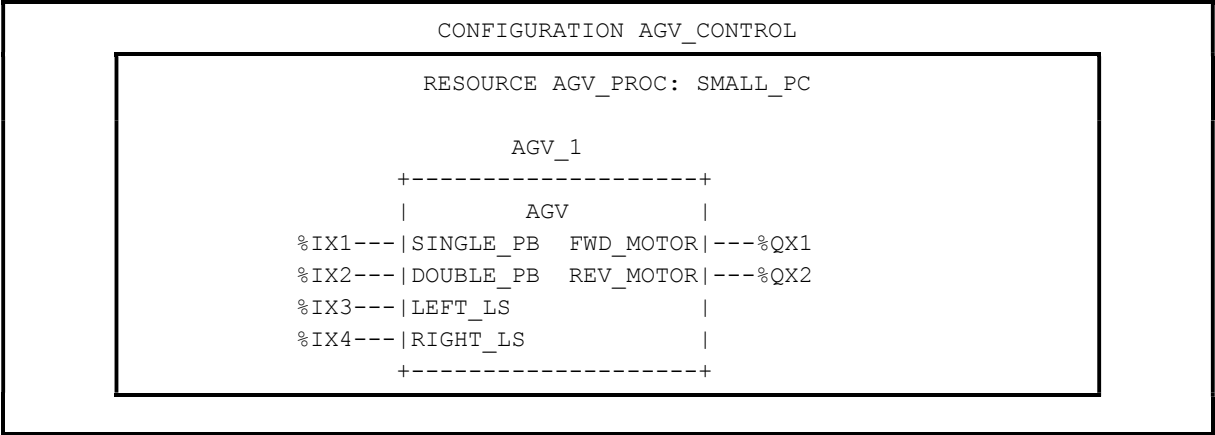 CONFIGURATION AGV_CONTROL
RESOURCE AGV_PROC: SMALL_PC
AGV_1
+--------------------+
| AGV |
%IX1---|SINGLE_PB FWD_MOTOR|---%QX1
%IX2---|DOUBLE_PB REV_MOTOR|---%QX2
%IX3---|LEFT_LS |
%IX4---|RIGHT_LS |
+--------------------+